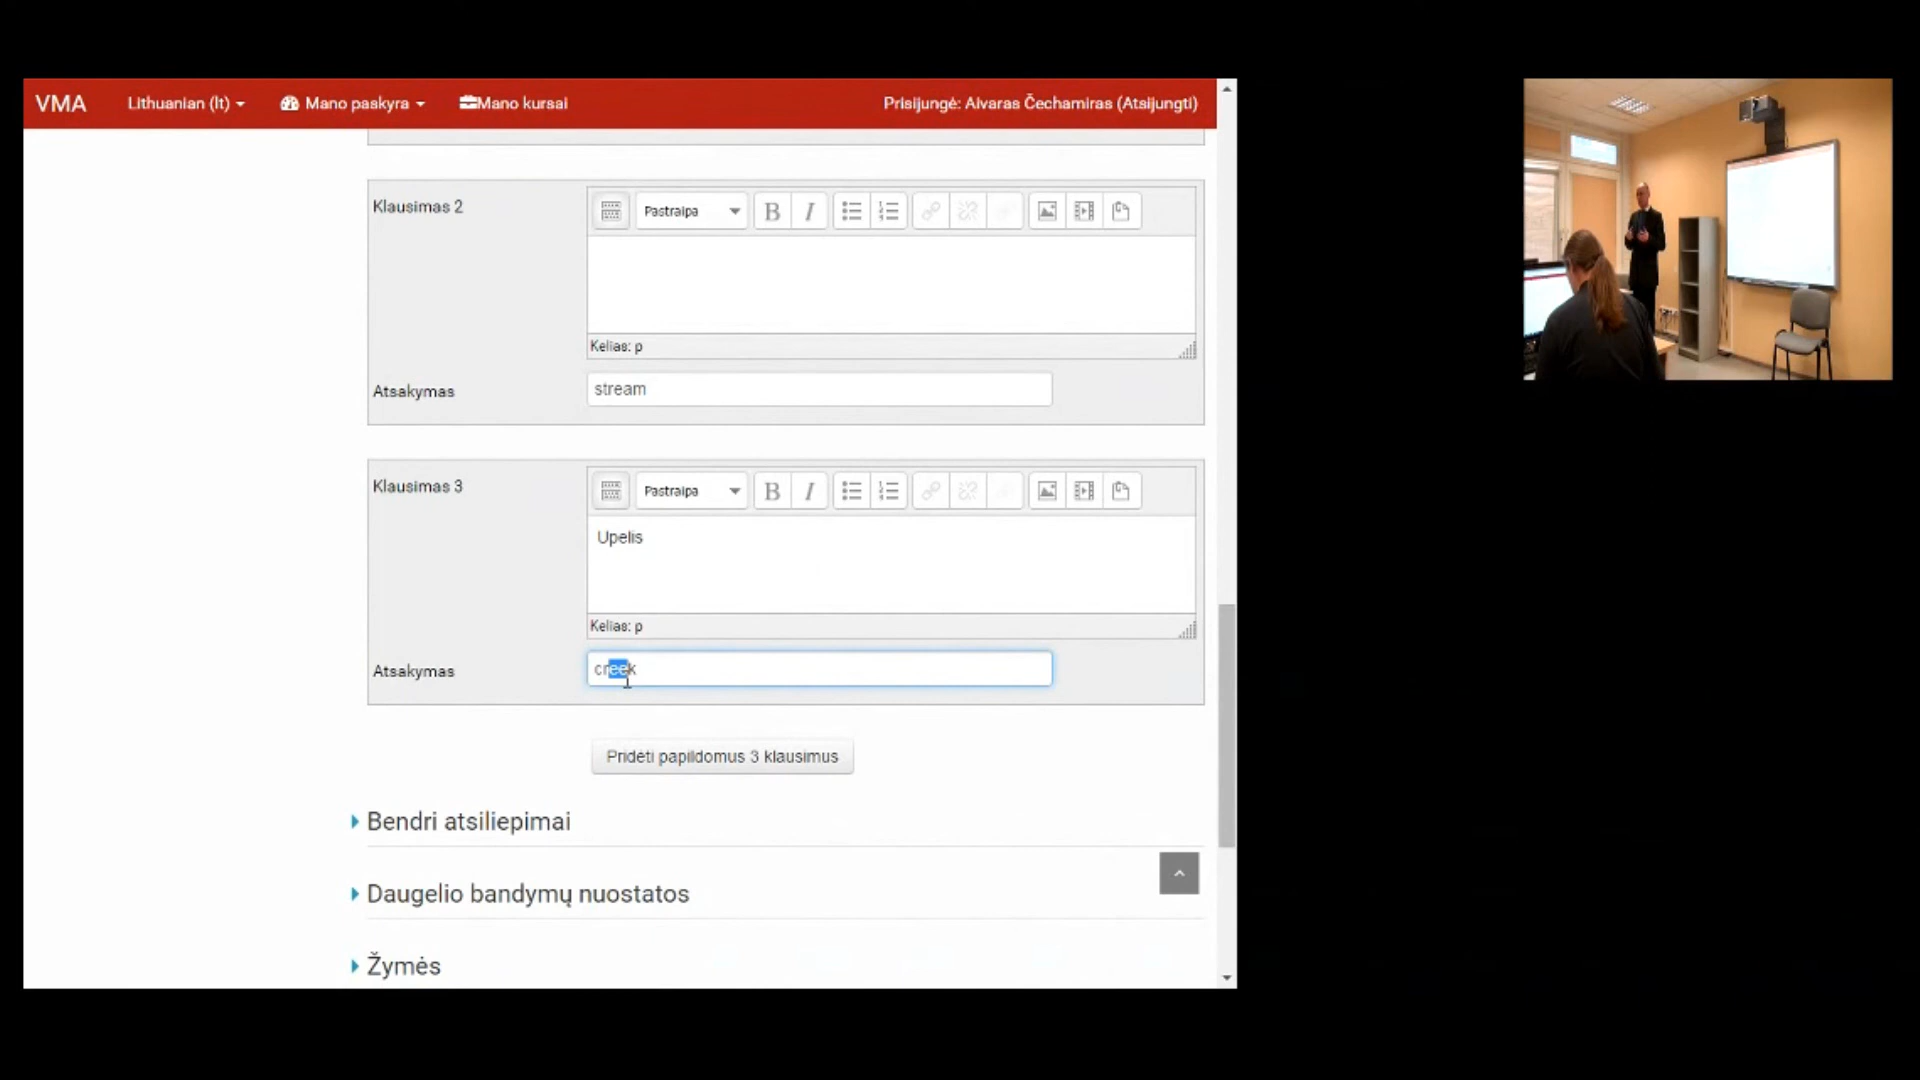 VMA Lithuanian (lt) Mano paskyra Mano kursai Prisijungė: Aivaras Čechamiras (Atsijungti)
Klausimas 2
Pastraipa B I
Kelias: p
Atsakymas
stream
Klausimas 3
Pastraipa B I
Upelis
Kelias: p
Atsakymas
creek
Pridėti papildomus 3 klausimus
Bendri atsiliepimai
Daugelio bandymų nuostatos
Žymės